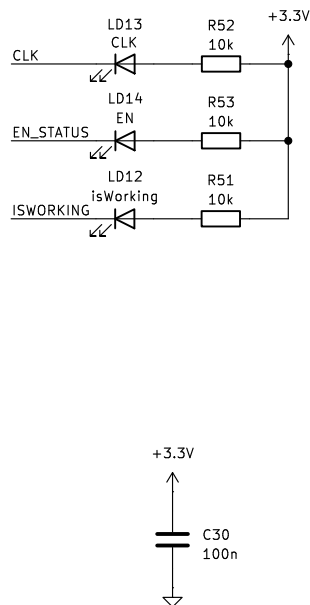 +3.3V
LD13
CLK
R52
10k
CLK
LD14
EN
R53
10k
EN_STATUS
LD12
isWorking
R51
10k
ISWORKING
+3.3V
C30
100n